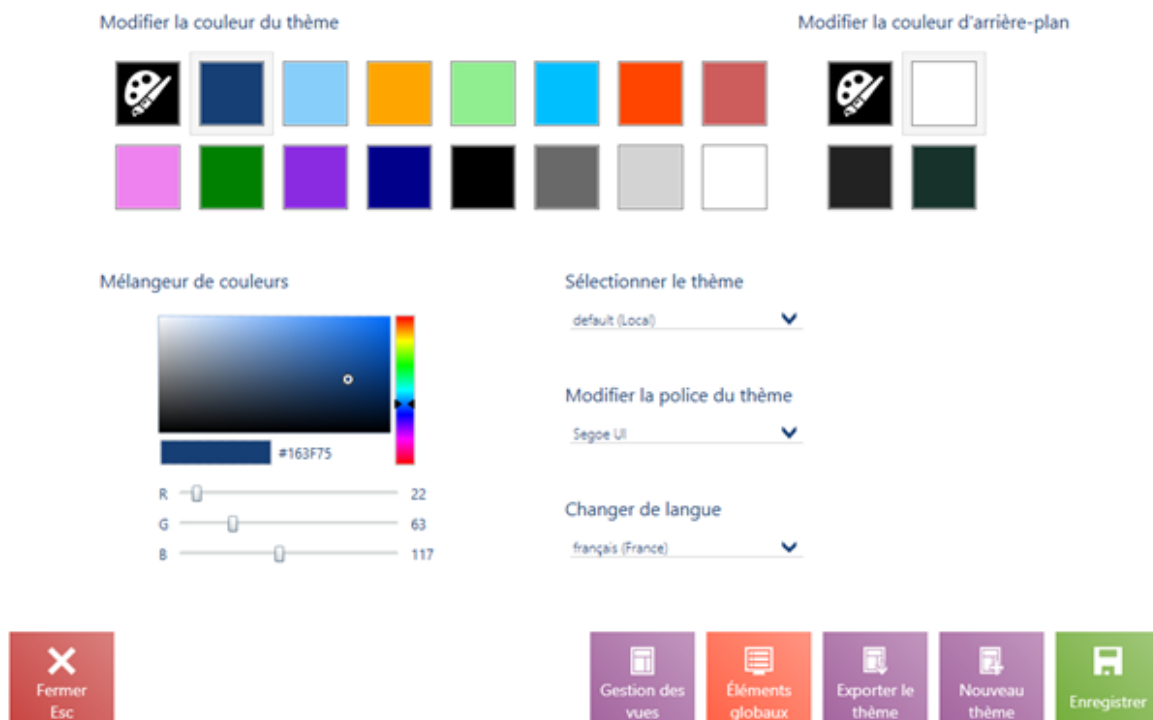 Modifier la couleur du thème
Modifier la couleur d'arrière-plan
Mélangeur de couleurs
#163F75
R 22
G 63
B 117
Sélectionner le thème
default (Local)
Modifier la police du thème
Segoe UI
Changer de langue
français (France)
Fermer
Esc
Gestion des
vues
Éléments
globaux
Exporter le
thème
Nouveau
thème
Enregistrer